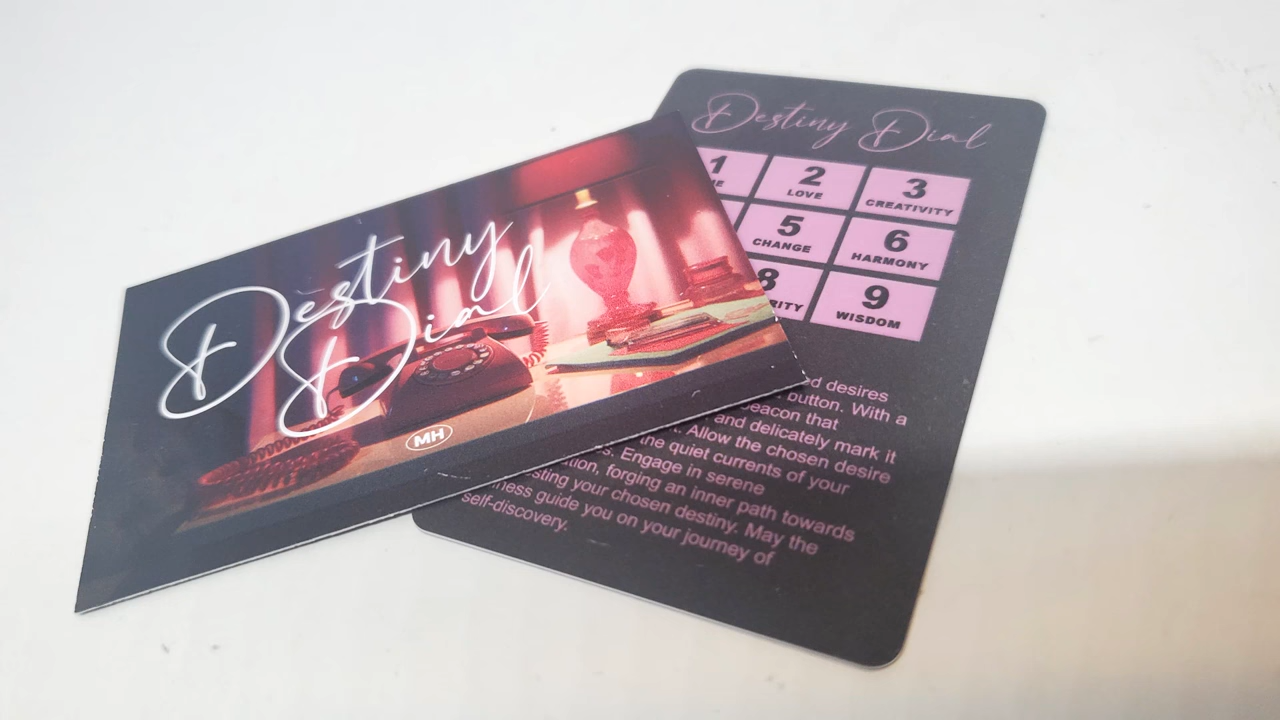 Destiny
Dial
MH
Destiny Dial
1
2
LOVE
3
CREATIVITY
5
CHANGE
6
HARMONY
8
9
WISDOM
desires
button. With a
that
and delicately mark it
Allow the chosen desire
the quiet currents of your
Engage in serene
forging an inner path towards
your chosen destiny. May the
guide you on your journey of
self-discovery.